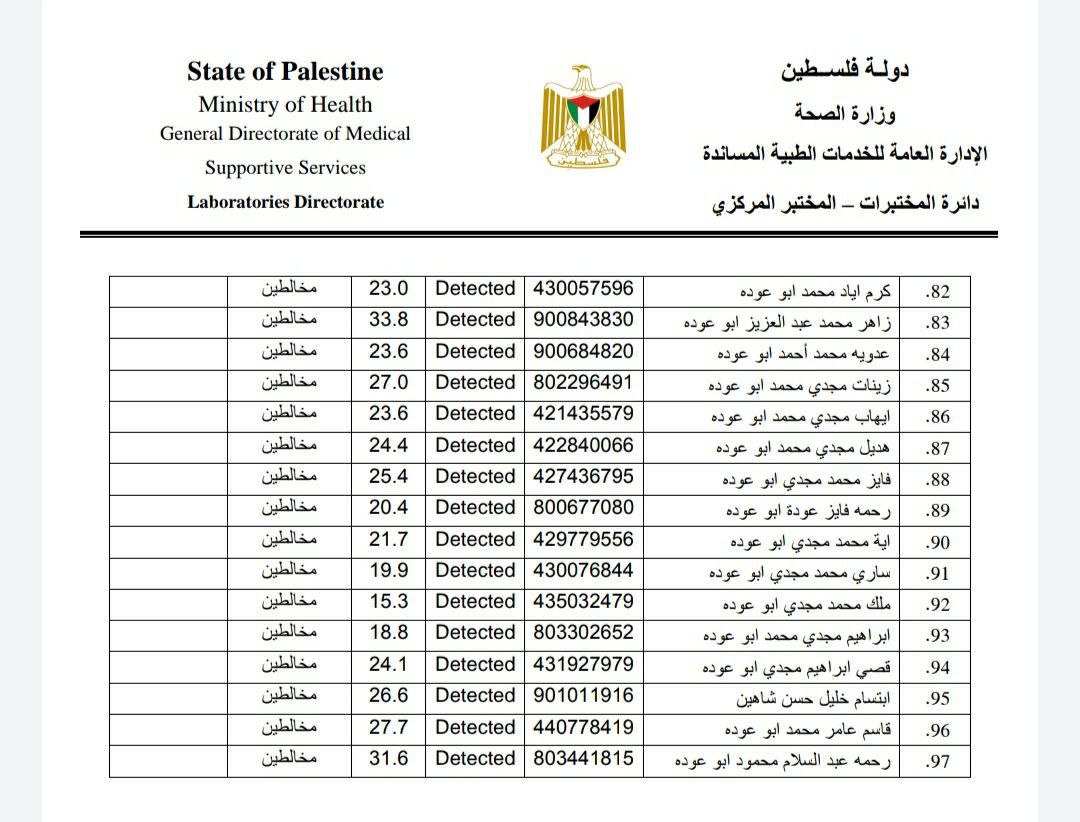 State of Palestine
Ministry of Health
General Directorate of Medical
Supportive Services
Laboratories Directorate
فلسطين
دولة فلسطين
وزارة الصحة
الإدارة العامة للخدمات الطبية المساندة
دائرة المختبرات – المختبر المركزي
82. كرم اياد محمد ابو عوده 430057596 Detected 23.0 مخالطين
83. زاهر محمد عبد العزيز ابو عوده 900843830 Detected 33.8 مخالطين
84. عدويه محمد أحمد ابو عوده 900684820 Detected 23.6 مخالطين
85. زينات مجدي محمد ابو عوده 802296491 Detected 27.0 مخالطين
86. ايهاب مجدي محمد ابو عوده 421435579 Detected 23.6 مخالطين
87. هديل مجدي محمد ابو عوده 422840066 Detected 24.4 مخالطين
88. فايز محمد مجدي ابو عوده 427436795 Detected 25.4 مخالطين
89. رحمه فايز عودة ابو عوده 800677080 Detected 20.4 مخالطين
90. اية محمد مجدي ابو عوده 429779556 Detected 21.7 مخالطين
91. ساري محمد مجدي ابو عوده 430076844 Detected 19.9 مخالطين
92. ملك محمد مجدي ابو عوده 435032479 Detected 15.3 مخالطين
93. ابراهيم مجدي محمد ابو عوده 803302652 Detected 18.8 مخالطين
94. قصي ابراهيم مجدي ابو عوده 431927979 Detected 24.1 مخالطين
95. ابتسام خليل حسن شاهين 901011916 Detected 26.6 مخالطين
96. قاسم عامر محمد ابو عوده 440778419 Detected 27.7 مخالطين
97. رحمه عبد السلام محمود ابو عوده 803441815 Detected 31.6 مخالطين